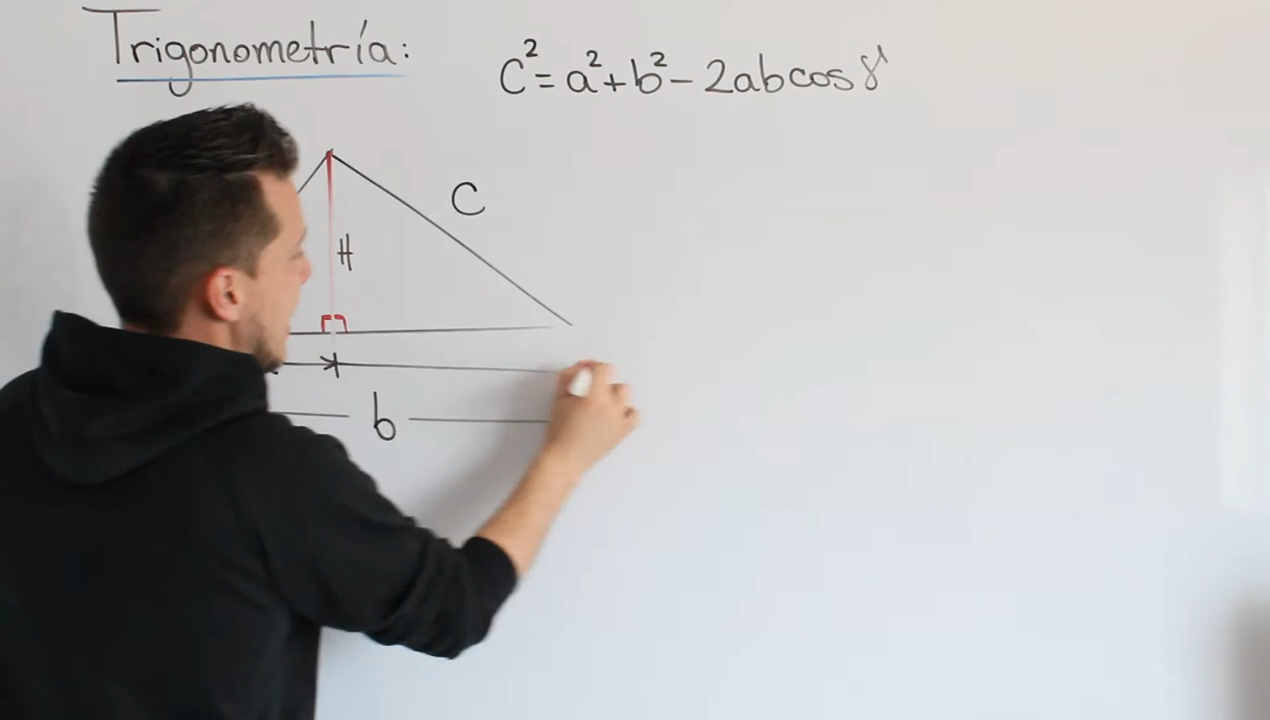 Trigonometría:
C² = a² + b² - 2ab cos γ
C
H
b